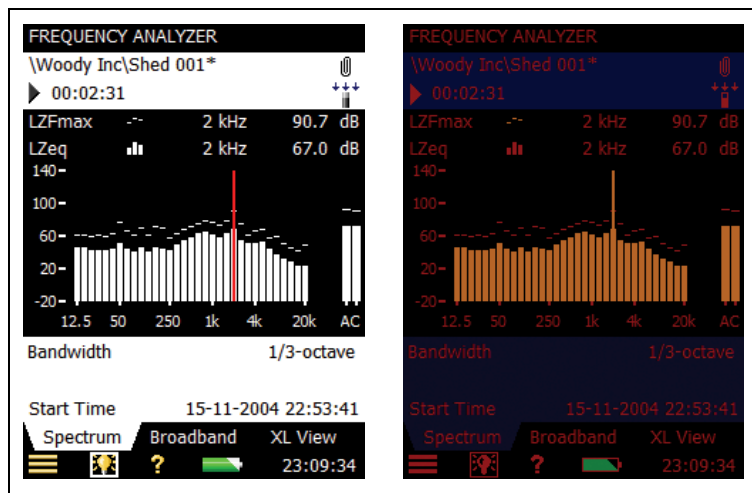 FREQUENCY ANALYZER
\Woody Inc\Shed 001*
00:02:31
LZFmax 2 kHz 90.7 dB
LZeq 2 kHz 67.0 dB
140
100
60
20
-20
12.5 50 250 1k 4k 20k AC
Bandwidth 1/3-octave
Start Time 15-11-2004 22:53:41
Spectrum Broadband XL View
? 23:09:34
FREQUENCY ANALYZER
\Woody Inc\Shed 001*
00:02:31
LZFmax 2 kHz 90.7 dB
LZeq 2 kHz 67.0 dB
140
100
60
20
-20
12.5 50 250 1k 4k 20k AC
Bandwidth 1/3-octave
Start Time 15-11-2004 22:53:41
Spectrum Broadband XL View
? 23:09:34